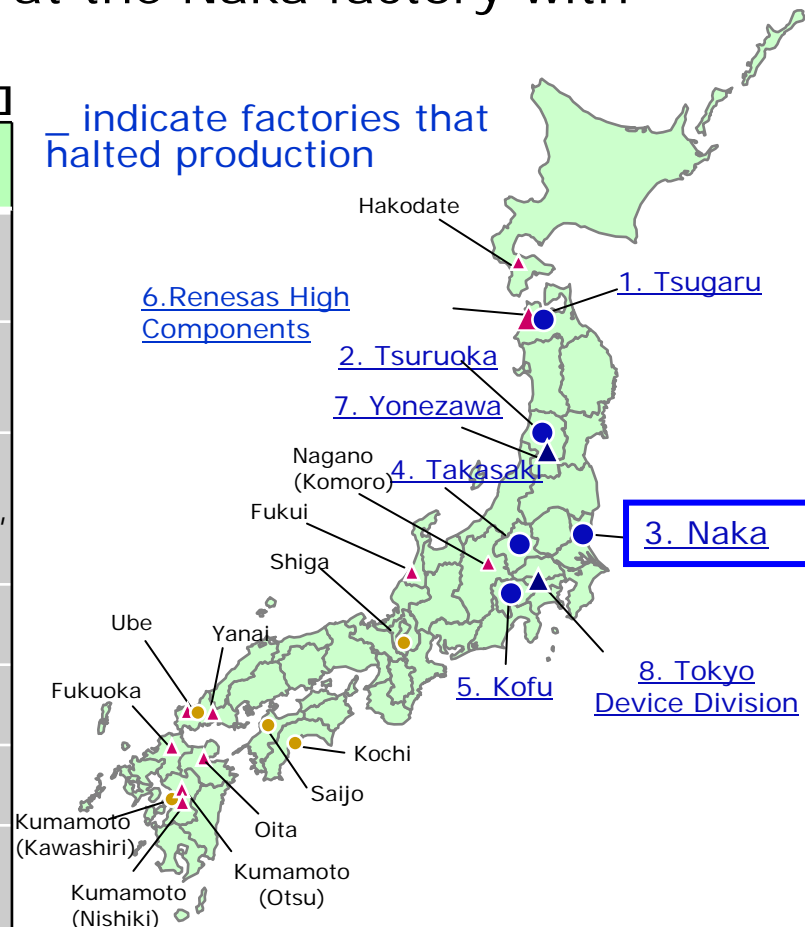 at the Naka factory with
]
_ indicate factories that
halted production
Hakodate
1. Tsugaru
6.Renesas High
Components
2. Tsuruoka
7. Yonezawa
Nagano
(Komoro)
4. Takasaki
Fukui
3. Naka
Shiga
Ube
Yanai
8. Tokyo
Device Division
5. Kofu
Fukuoka
Kochi
Saijo
Oita
Kumamoto
(Kawashiri)
Kumamoto
(Otsu)
Kumamoto
(Nishiki)
,